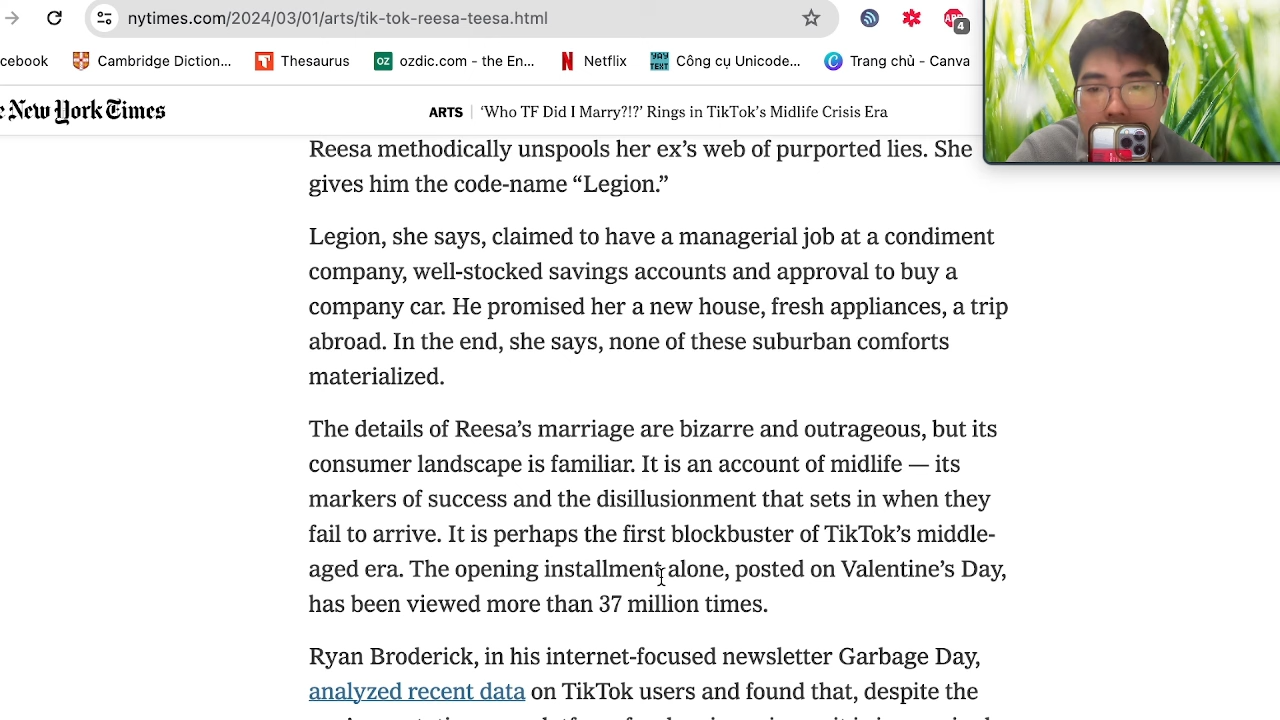 nytimes.com/2024/03/01/arts/tik-tok-reesa-teesa.html
4
cebook Cambridge Diction... Thesaurus OZ ozdic.com - the En... Netflix YAY TEXT Công cụ Unicode... Trang chủ - Canva
New York Times ARTS ‘Who TF Did I Marry?!?’ Rings in TikTok’s Midlife Crisis Era
Reesa methodically unspools her ex’s web of purported lies. She
gives him the code-name “Legion.”
Legion, she says, claimed to have a managerial job at a condiment
company, well-stocked savings accounts and approval to buy a
company car. He promised her a new house, fresh appliances, a trip
abroad. In the end, she says, none of these suburban comforts
materialized.
The details of Reesa’s marriage are bizarre and outrageous, but its
consumer landscape is familiar. It is an account of midlife — its
markers of success and the disillusionment that sets in when they
fail to arrive. It is perhaps the first blockbuster of TikTok’s middle-
aged era. The opening installment alone, posted on Valentine’s Day,
has been viewed more than 37 million times.
Ryan Broderick, in his internet-focused newsletter Garbage Day,
analyzed recent data on TikTok users and found that, despite the